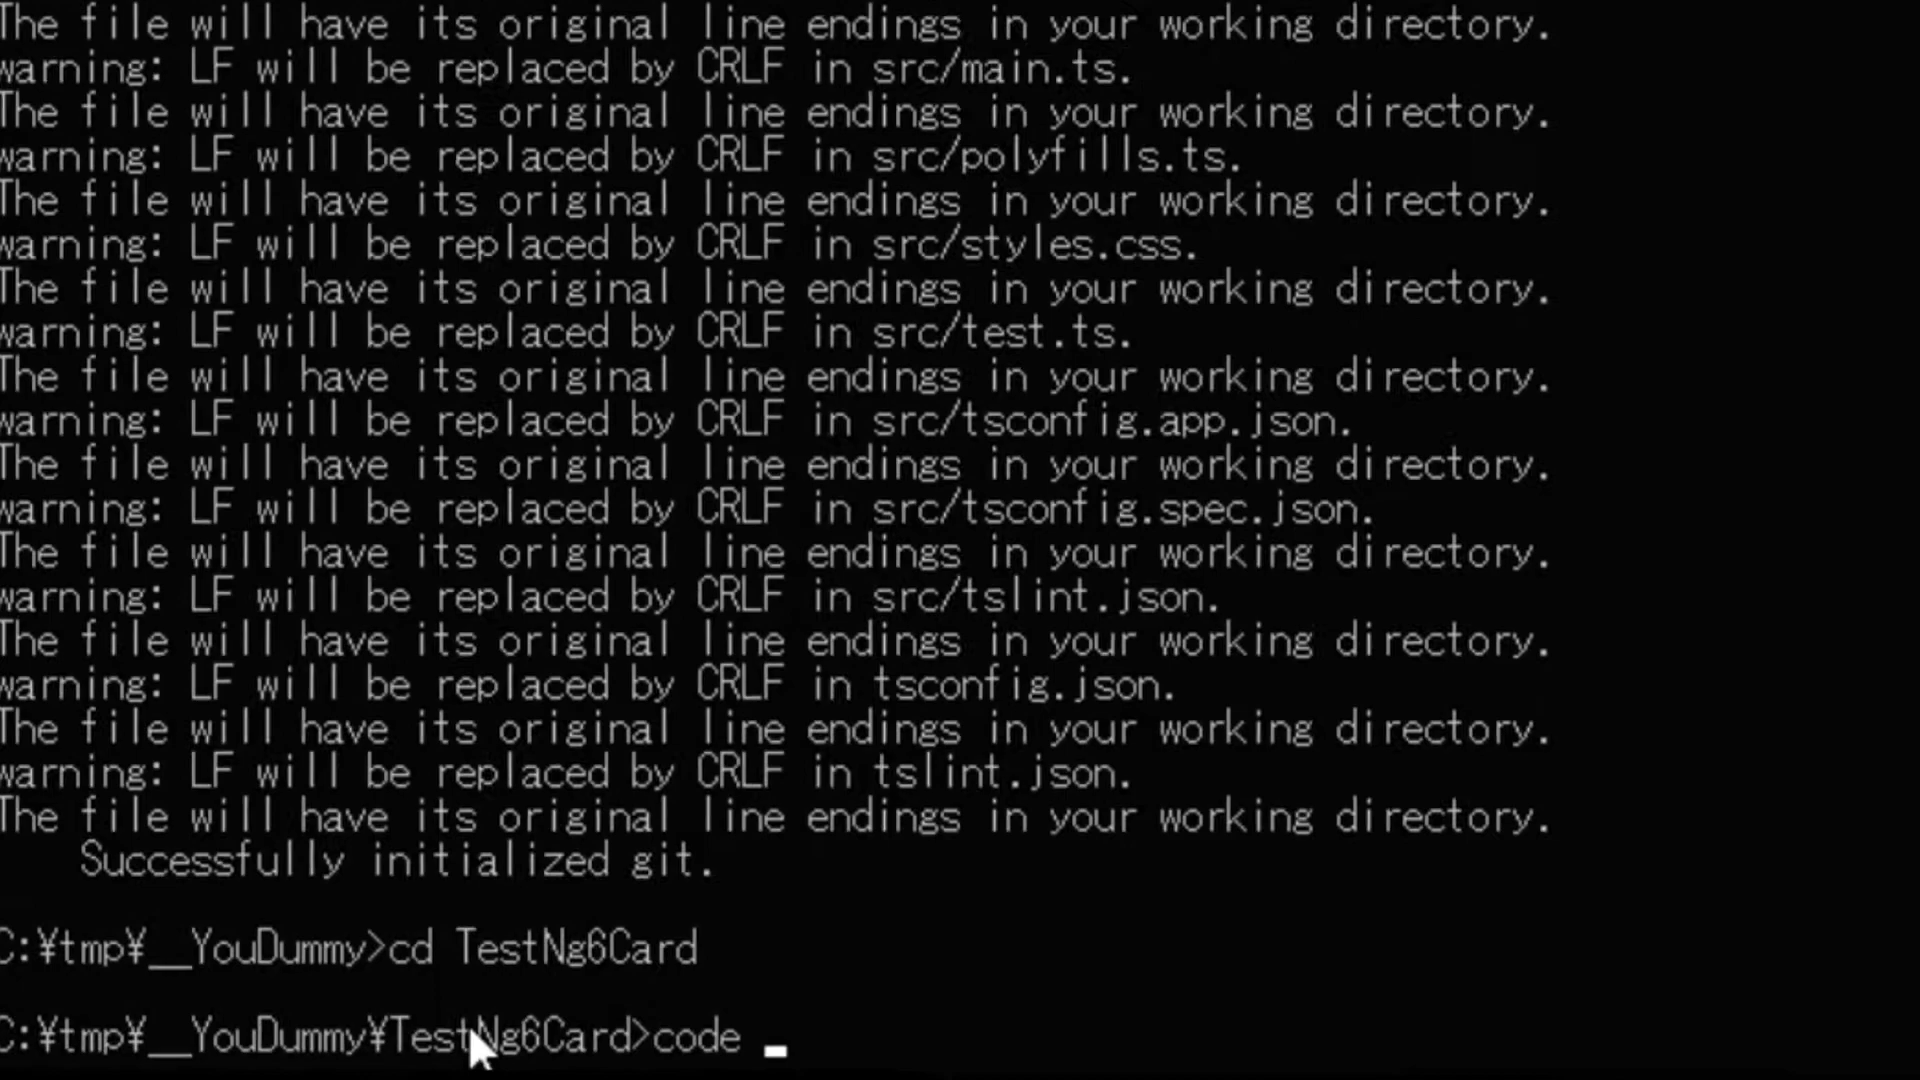 The file will have its original line endings in your working directory.
warning: LF will be replaced by CRLF in src/main.ts.
The file will have its original line endings in your working directory.
warning: LF will be replaced by CRLF in src/polyfills.ts.
The file will have its original line endings in your working directory.
warning: LF will be replaced by CRLF in src/styles.css.
The file will have its original line endings in your working directory.
warning: LF will be replaced by CRLF in src/test.ts.
The file will have its original line endings in your working directory.
warning: LF will be replaced by CRLF in src/tsconfig.app.json.
The file will have its original line endings in your working directory.
warning: LF will be replaced by CRLF in src/tsconfig.spec.json.
The file will have its original line endings in your working directory.
warning: LF will be replaced by CRLF in src/tslint.json.
The file will have its original line endings in your working directory.
warning: LF will be replaced by CRLF in tsconfig.json.
The file will have its original line endings in your working directory.
warning: LF will be replaced by CRLF in tslint.json.
The file will have its original line endings in your working directory.
Successfully initialized git.
C:¥tmp¥__YouDummy>cd TestNg6Card
C:¥tmp¥__YouDummy¥TestNg6Card>code